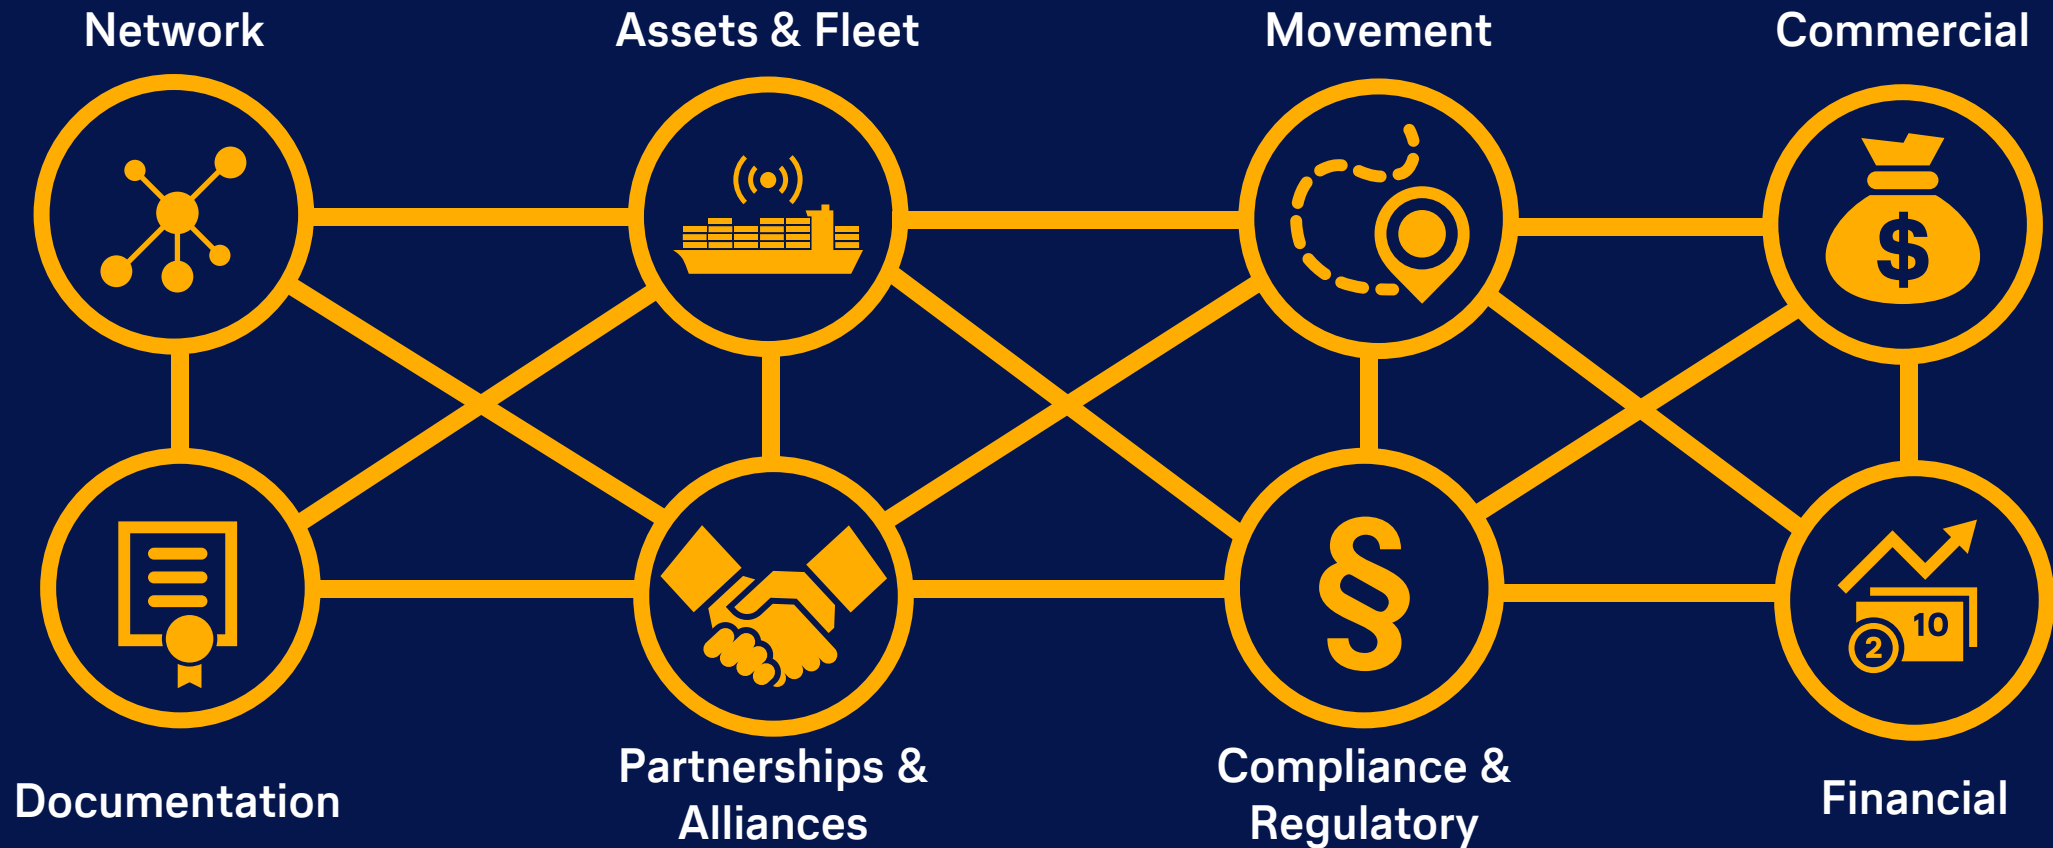 Network
Assets & Fleet
Movement
Commercial
$
§
10
2
Documentation
Partnerships &
Alliances
Compliance &
Regulatory
Financial